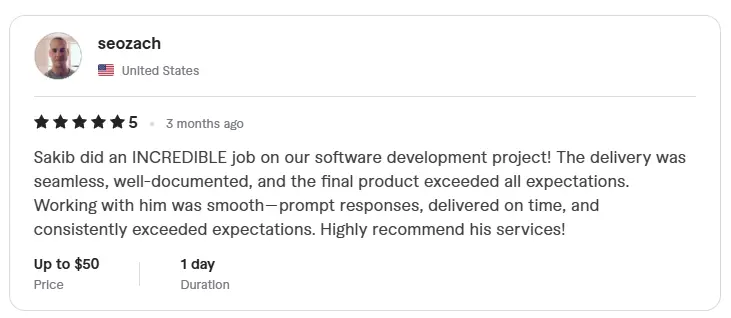 seozach
United States
5 3 months ago
Sakib did an INCREDIBLE job on our software development project! The delivery was
seamless, well-documented, and the final product exceeded all expectations.
Working with him was smooth—prompt responses, delivered on time, and
consistently exceeded expectations. Highly recommend his services!
Up to $50 1 day
Price Duration